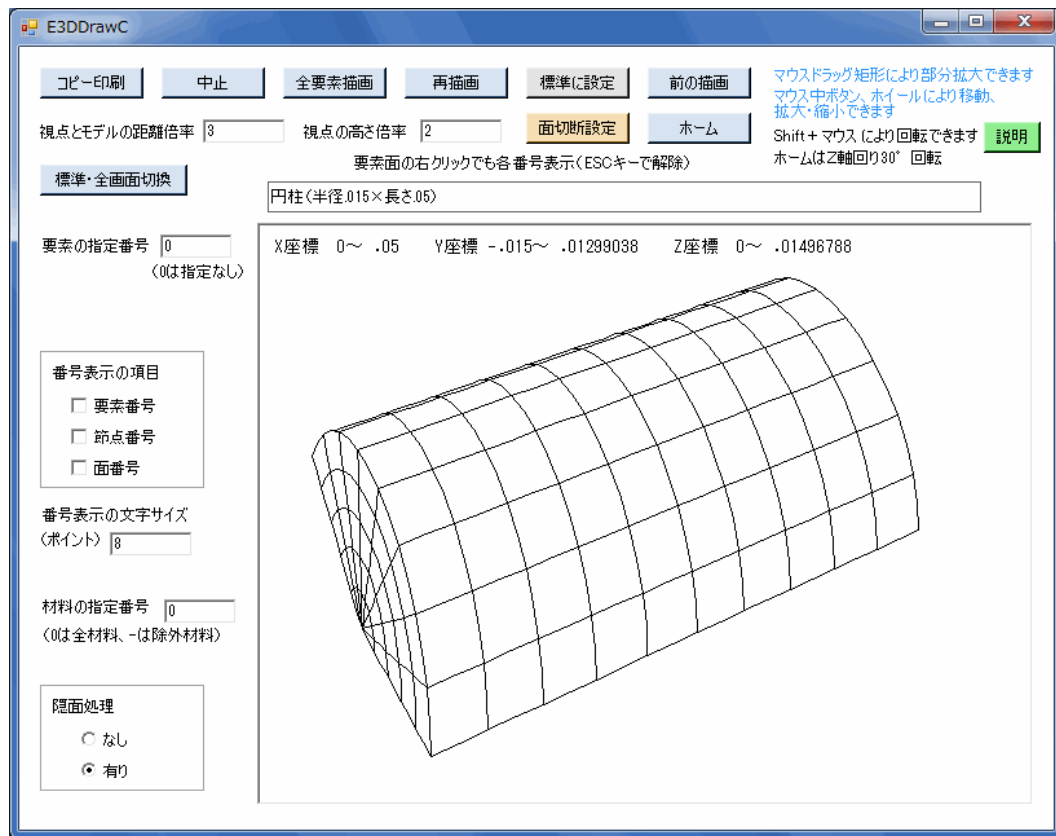 E3DDrawC
コピー印刷 中止 全要素描画 再描画 標準に設定 前の描画
マウスドラッグ矩形により部分拡大できます
マウス中ボタン、ホイールにより移動、
拡大・縮小できます
視点とモデルの距離倍率 3 視点の高さ倍率 2 面切断設定 ホーム
Shift+マウス により回転できます 説明
ホームはZ軸回り30° 回転
要素面の右クリックでも各番号表示(ESCキーで解除)
標準・全画面切換
円柱(半径.015×長さ.05)
要素の指定番号 0
(0は指定なし)
X座標 0～ .05 Y座標 -.015～ .01299038 Z座標 0～ .01496788
番号表示の項目
要素番号
節点番号
面番号
番号表示の文字サイズ
(ポイント) 8
材料の指定番号 0
(0は全材料、-は除外材料)
隠面処理
なし
有り